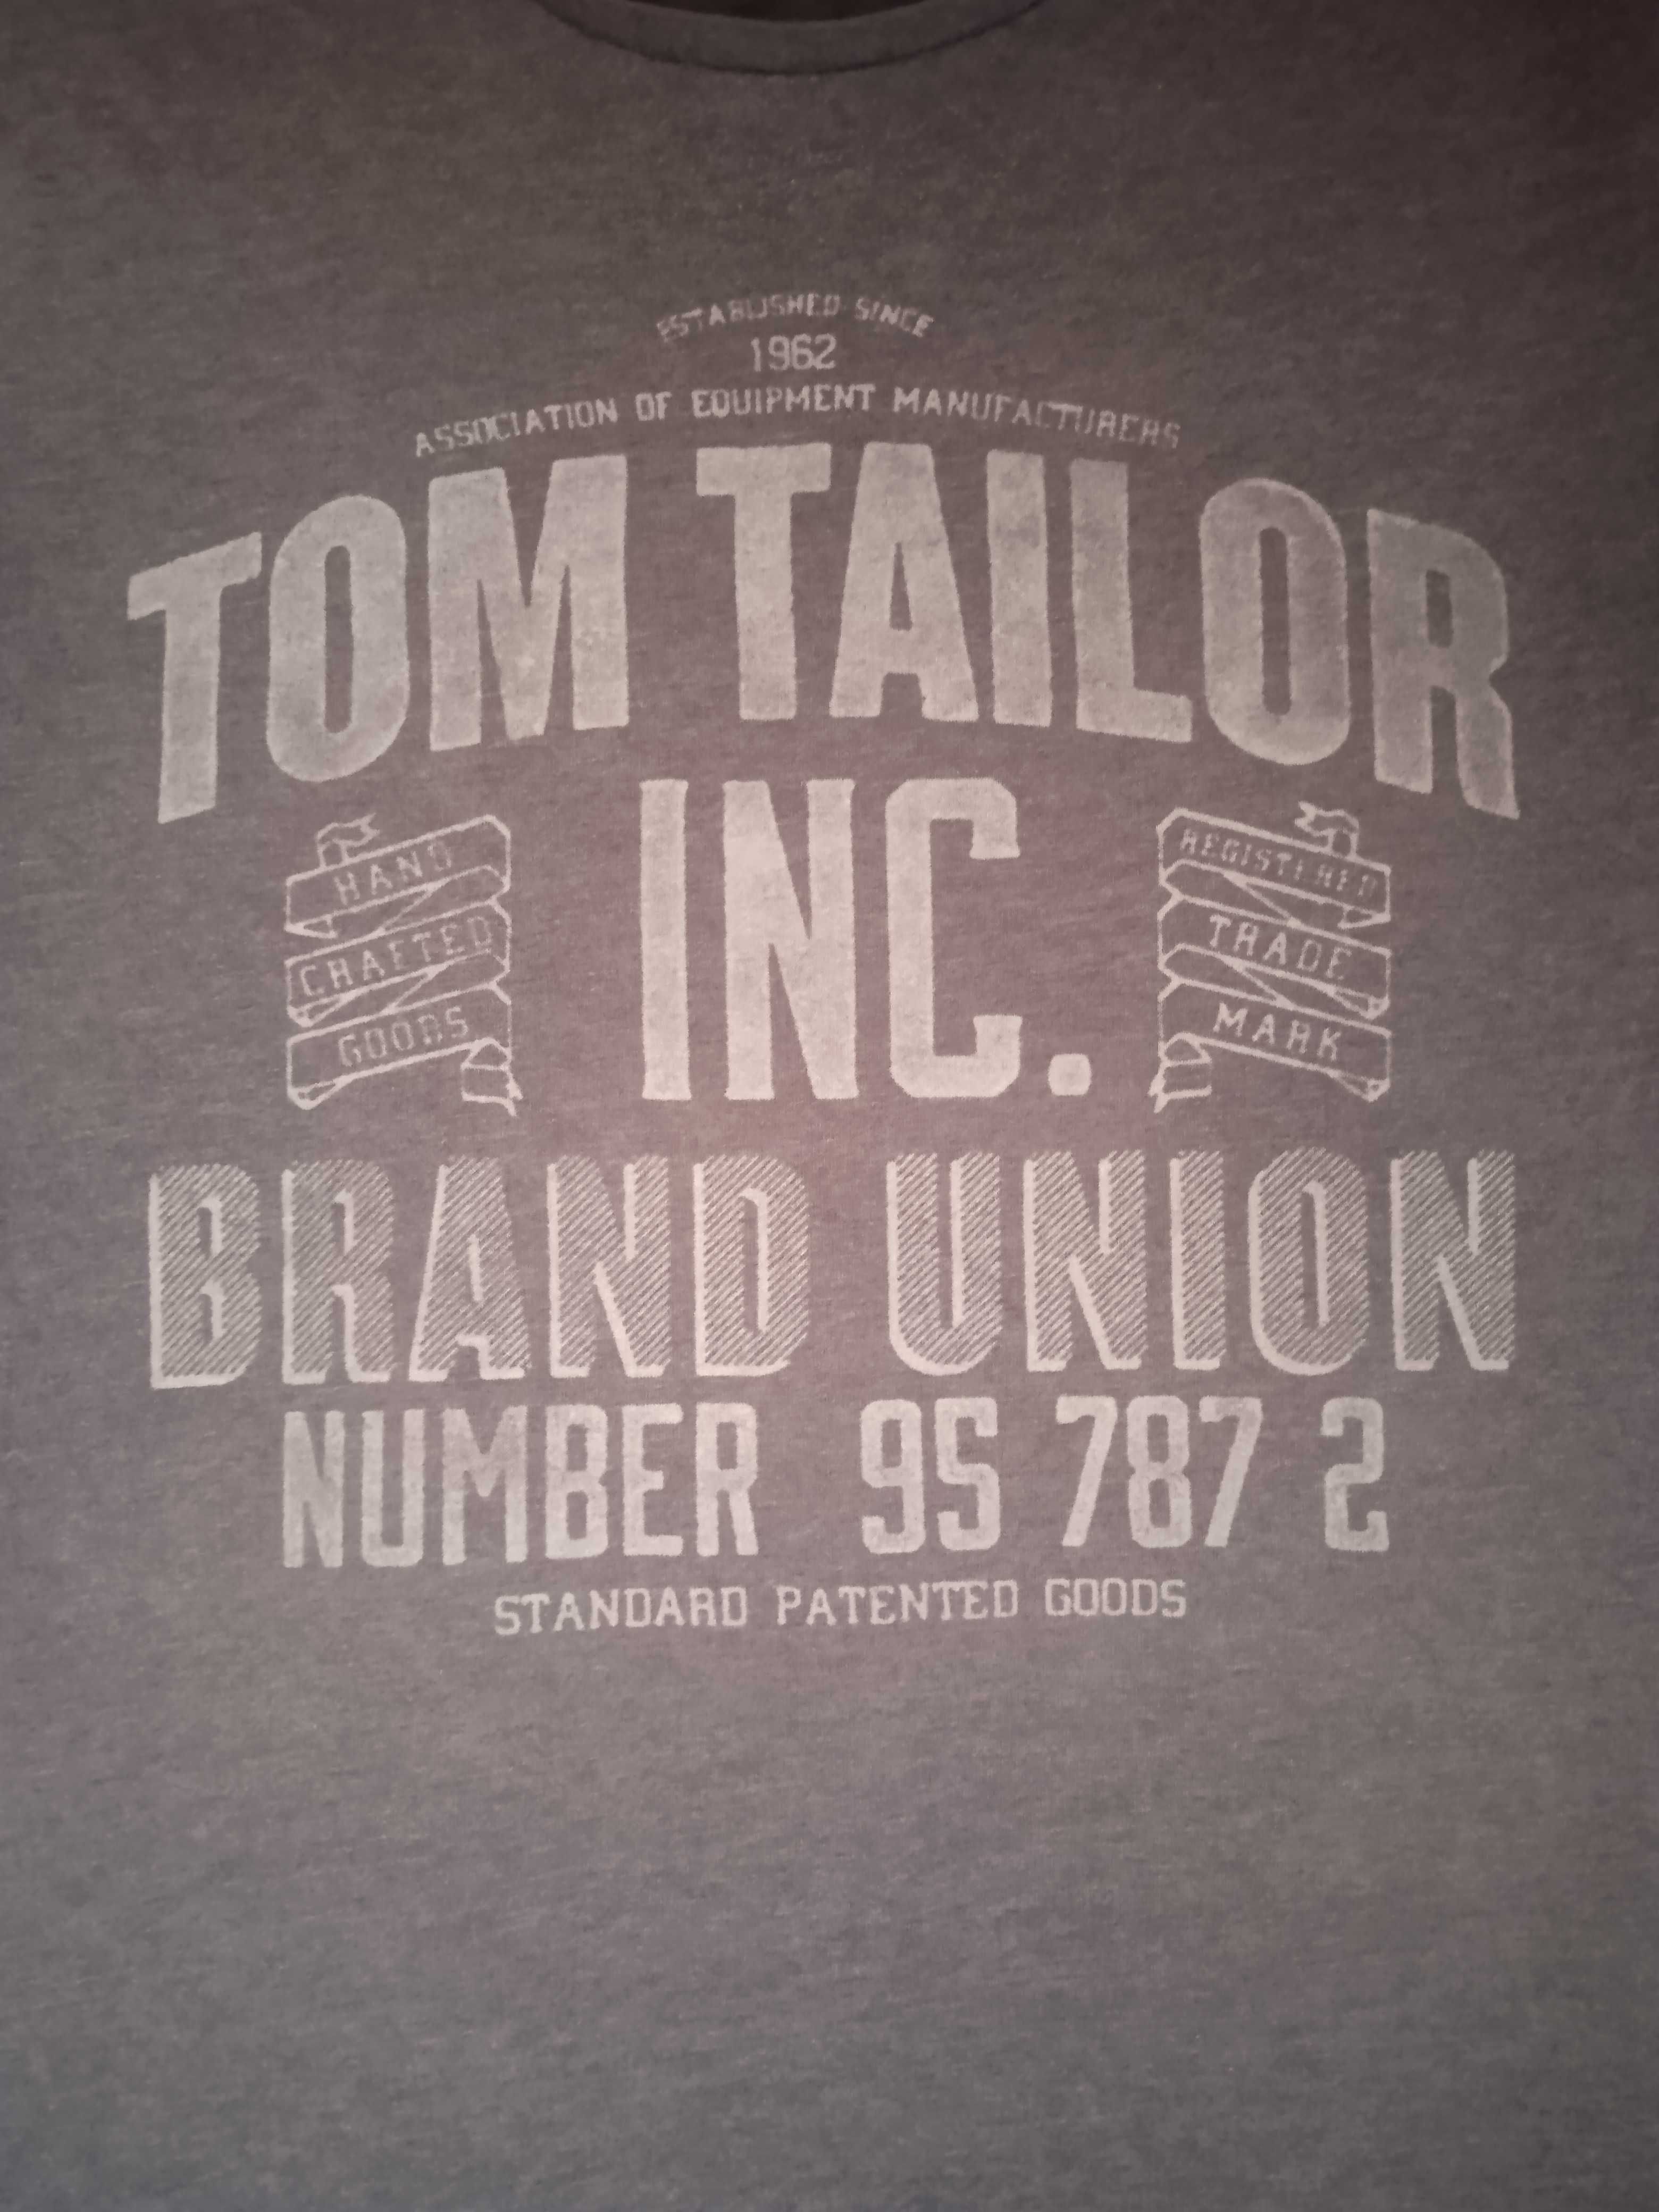 ESTABLISHED SINCE
1962
ASSOCIATION OF EQUIPMENT MANUFACTURERS
TOM TAILOR
INC.
HAND
CRAFTED
GOODS
REGISTERED
TRADE
MARK
BRAND UNION
NUMBER 95 787 2
STANDARD PATENTED GOODS